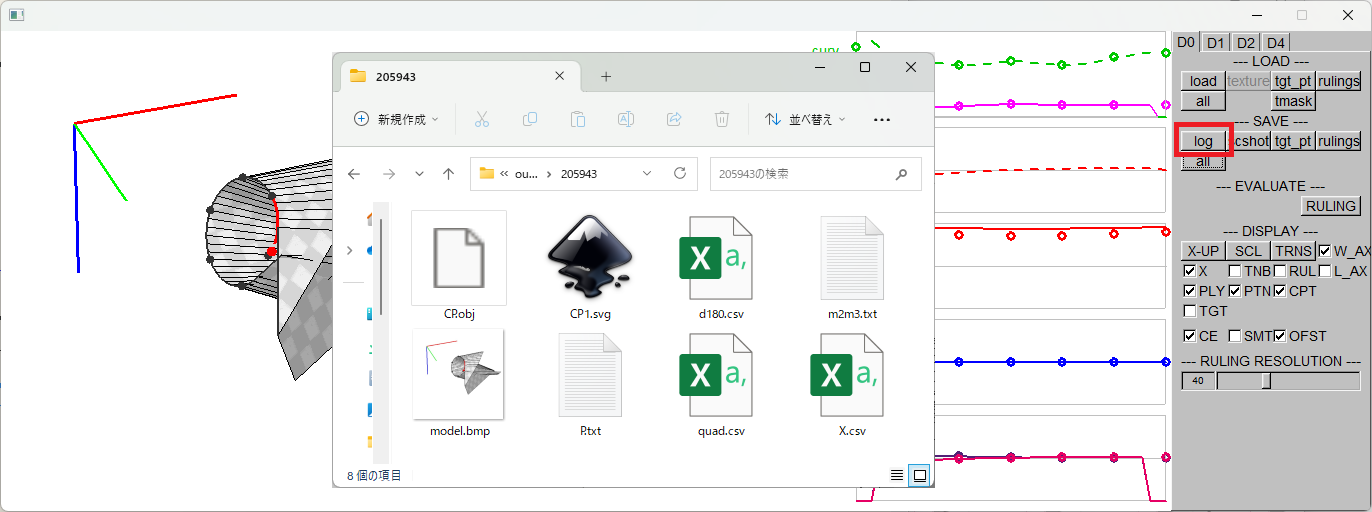 curv
205943
新規作成
並べ替え
ou...
205943
205943の検索
CP.obj
CP1.svg
d180.csv
m2m3.txt
model.bmp
P.txt
quad.csv
X.csv
8 個の項目
D0 D1 D2 D4
--- LOAD ---
load texture tgt_pt rulings
all tmask
--- SAVE ---
log scshot tgt_pt rulings
all
--- EVALUATE ---
RULING
--- DISPLAY ---
X-UP SCL TRNS W_AX
X TNB RUL L_AX
PLY PTN CPT
TGT
CE SMT OFST
--- RULING RESOLUTION ---
40